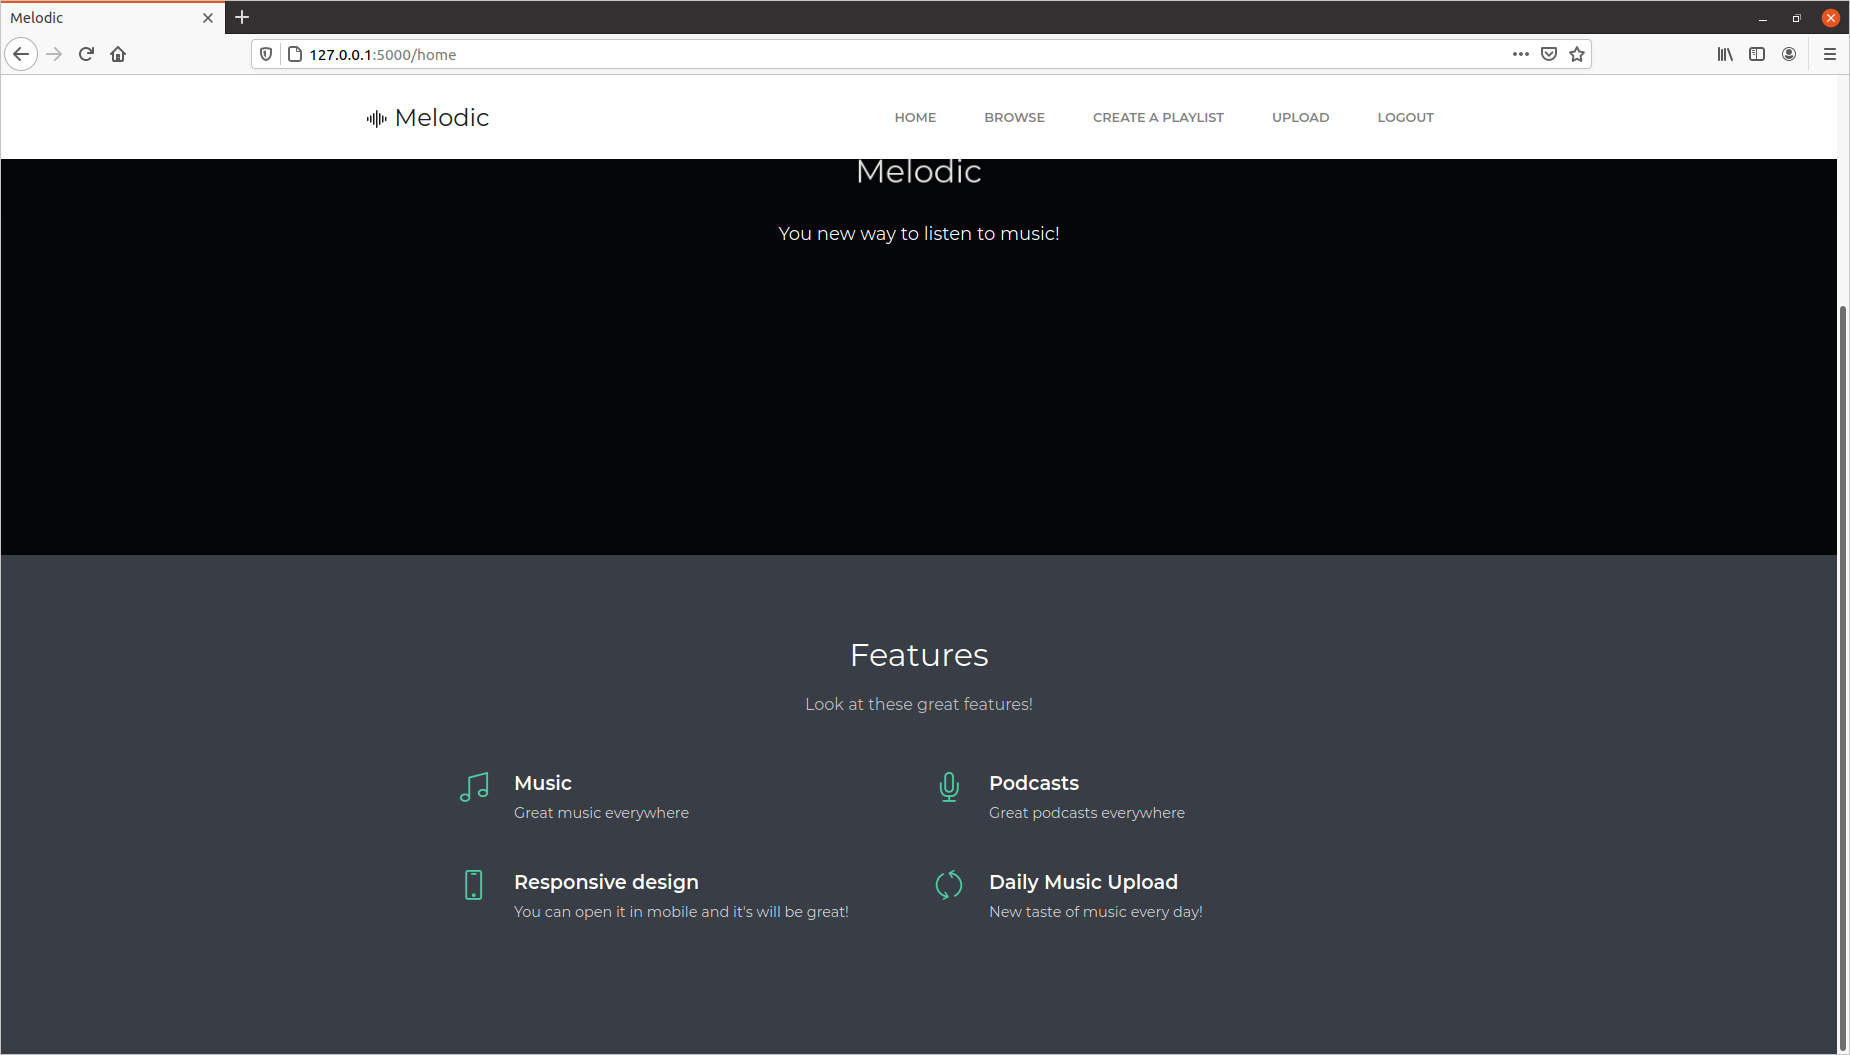 Melodic
127.0.0.1:5000/home
Melodic
HOME BROWSE CREATE A PLAYLIST UPLOAD LOGOUT
Melodic
You new way to listen to music!
Features
Look at these great features!
Music
Great music everywhere
Podcasts
Great podcasts everywhere
Responsive design
You can open it in mobile and it's will be great!
Daily Music Upload
New taste of music every day!